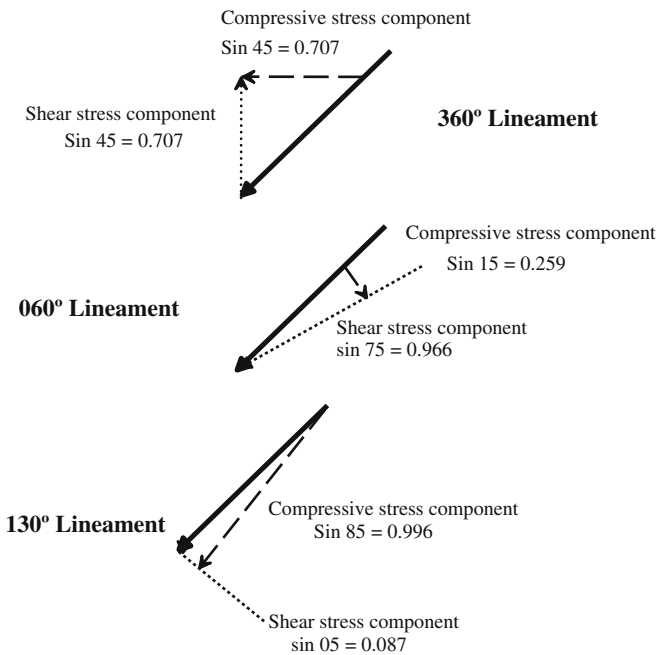 Compressive stress component
Sin 45 = 0.707
Shear stress component
Sin 45 = 0.707
360º Lineament
Compressive stress component
Sin 15 = 0.259
060º Lineament
Shear stress component
sin 75 = 0.966
130º Lineament
Compressive stress component
Sin 85 = 0.996
Shear stress component
sin 05 = 0.087